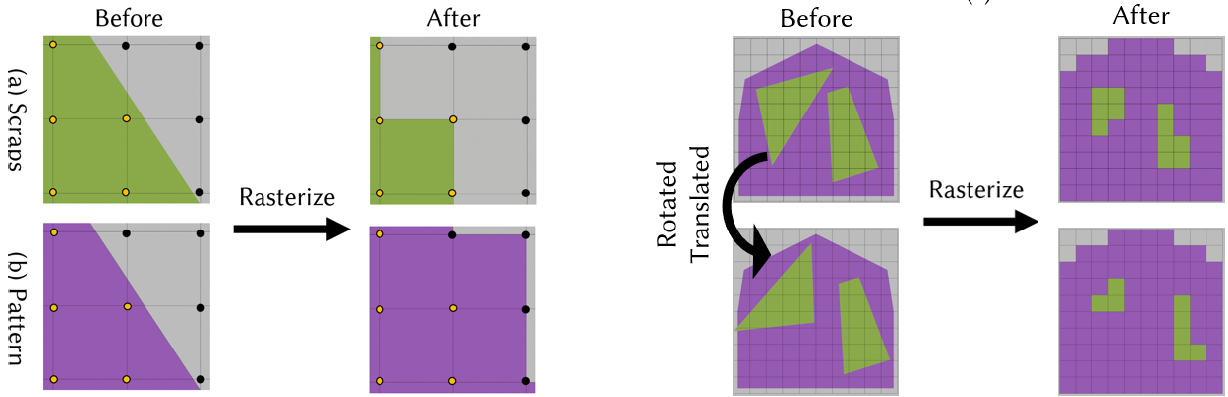 Before
After
(a) Scraps
Rasterize
(b) Pattern
Before
After
Rotated
Translated
Rasterize